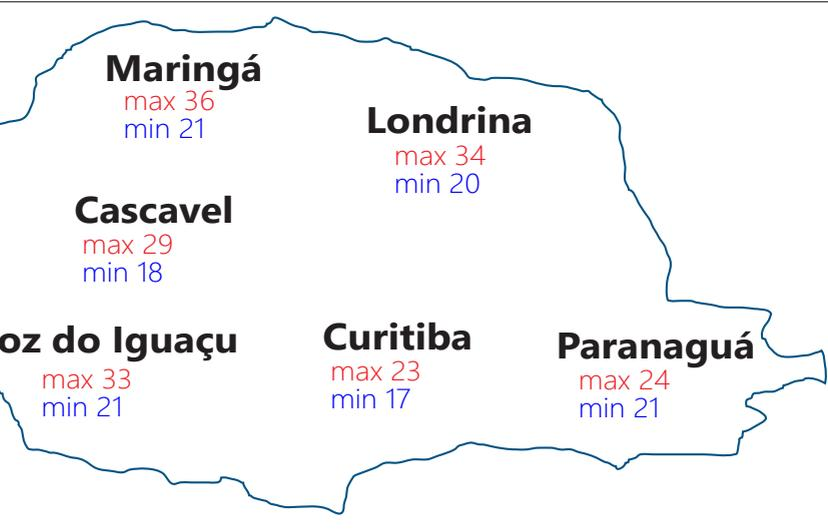 Maringá
max 36
min 21
Londrina
max 34
min 20
Cascavel
max 29
min 18
oz do Iguaçu
max 33
min 21
Curitiba
max 23
min 17
Paranaguá
max 24
min 21